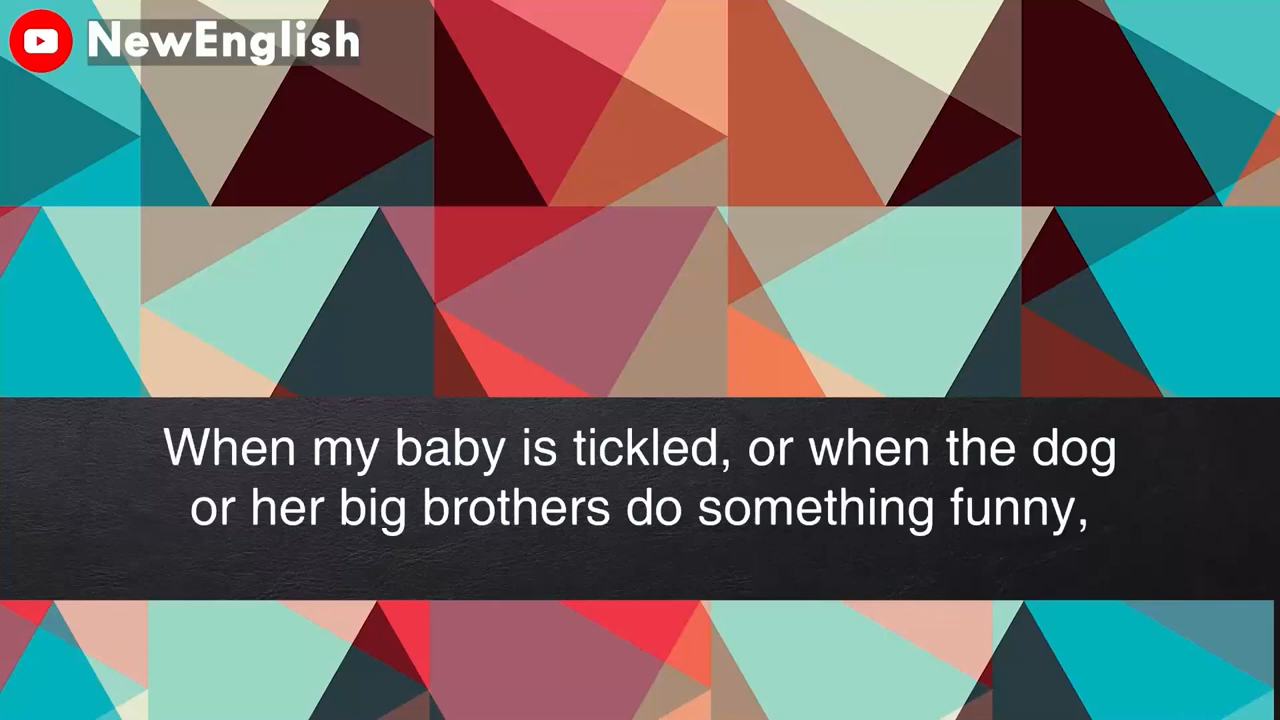 NewEnglish
When my baby is tickled, or when the dog
or her big brothers do something funny,